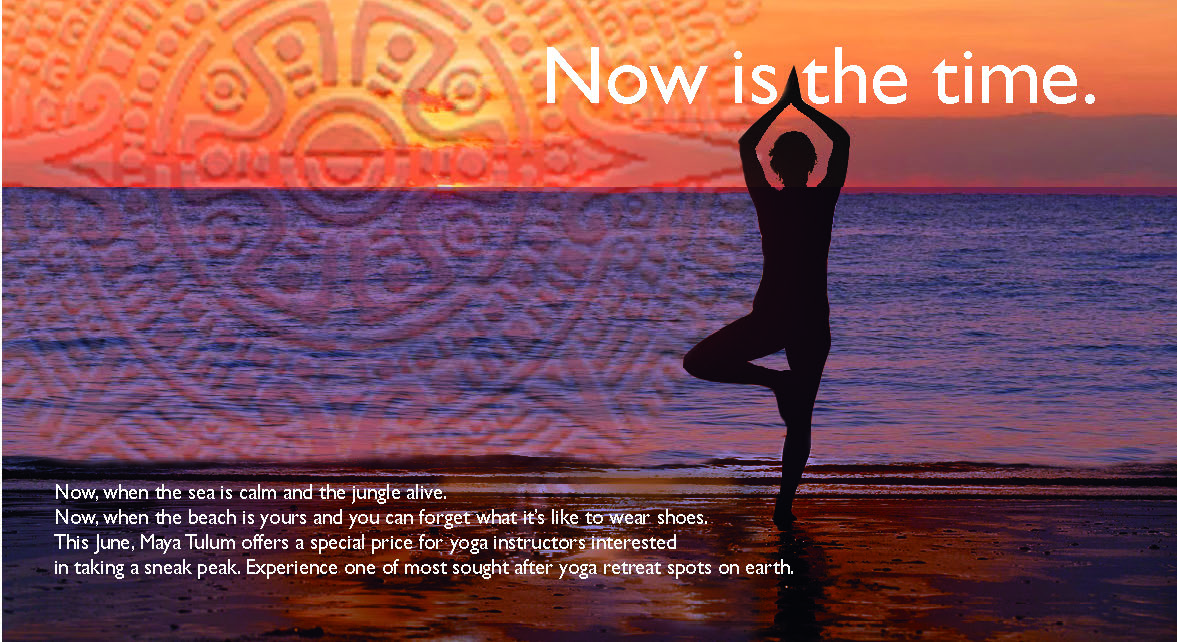 Now is the time.
Now, when the sea is calm and the jungle alive.
Now, when the beach is yours and you can forget what it's like to wear shoes.
This June, Maya Tulum offers a special price for yoga instructors interested
in taking a sneak peak. Experience one of most sought after yoga retreat spots on earth.